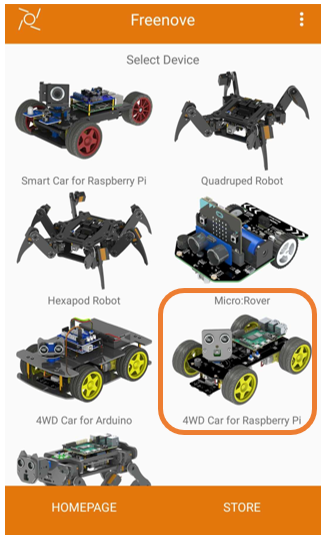 Freenove
Select Device
Smart Car for Raspberry Pi
Quadruped Robot
Hexapod Robot
Micro:Rover
4WD Car for Arduino
4WD Car for Raspberry Pi
HOMEPAGE
STORE